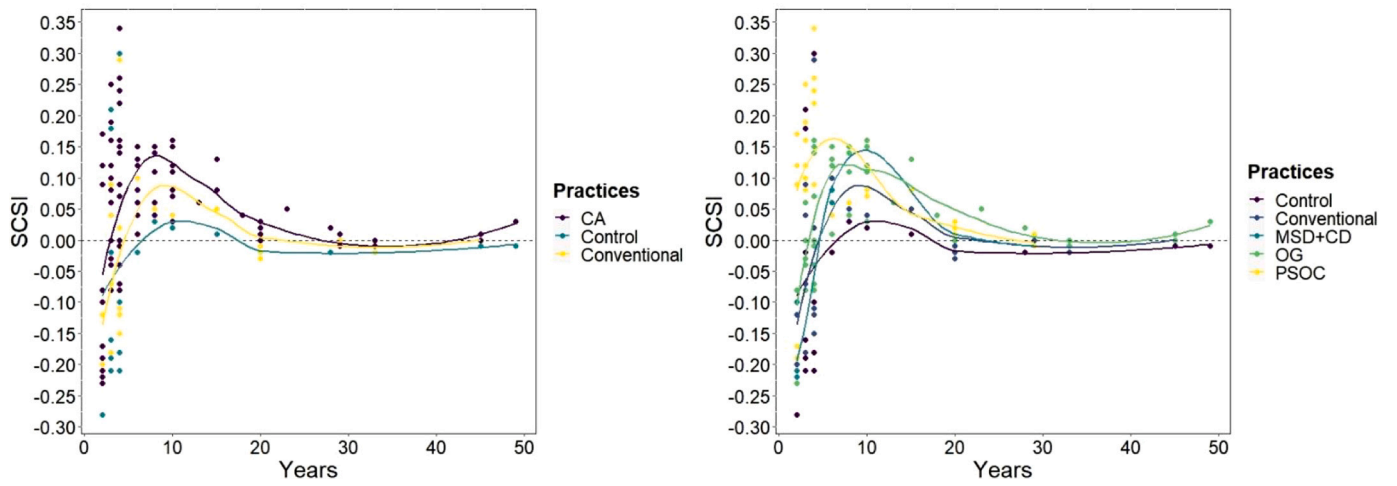 SCSI
0.35
0.30
0.25
0.20
0.15
0.10
0.05
0.00
-0.05
-0.10
-0.15
-0.20
-0.25
-0.30
0 10 20 30 40 50
Years
Practices
CA
Control
Conventional
SCSI
0.35
0.30
0.25
0.20
0.15
0.10
0.05
0.00
-0.05
-0.10
-0.15
-0.20
-0.25
-0.30
0 10 20 30 40 50
Years
Practices
Control
Conventional
MSD+CD
OG
PSOC